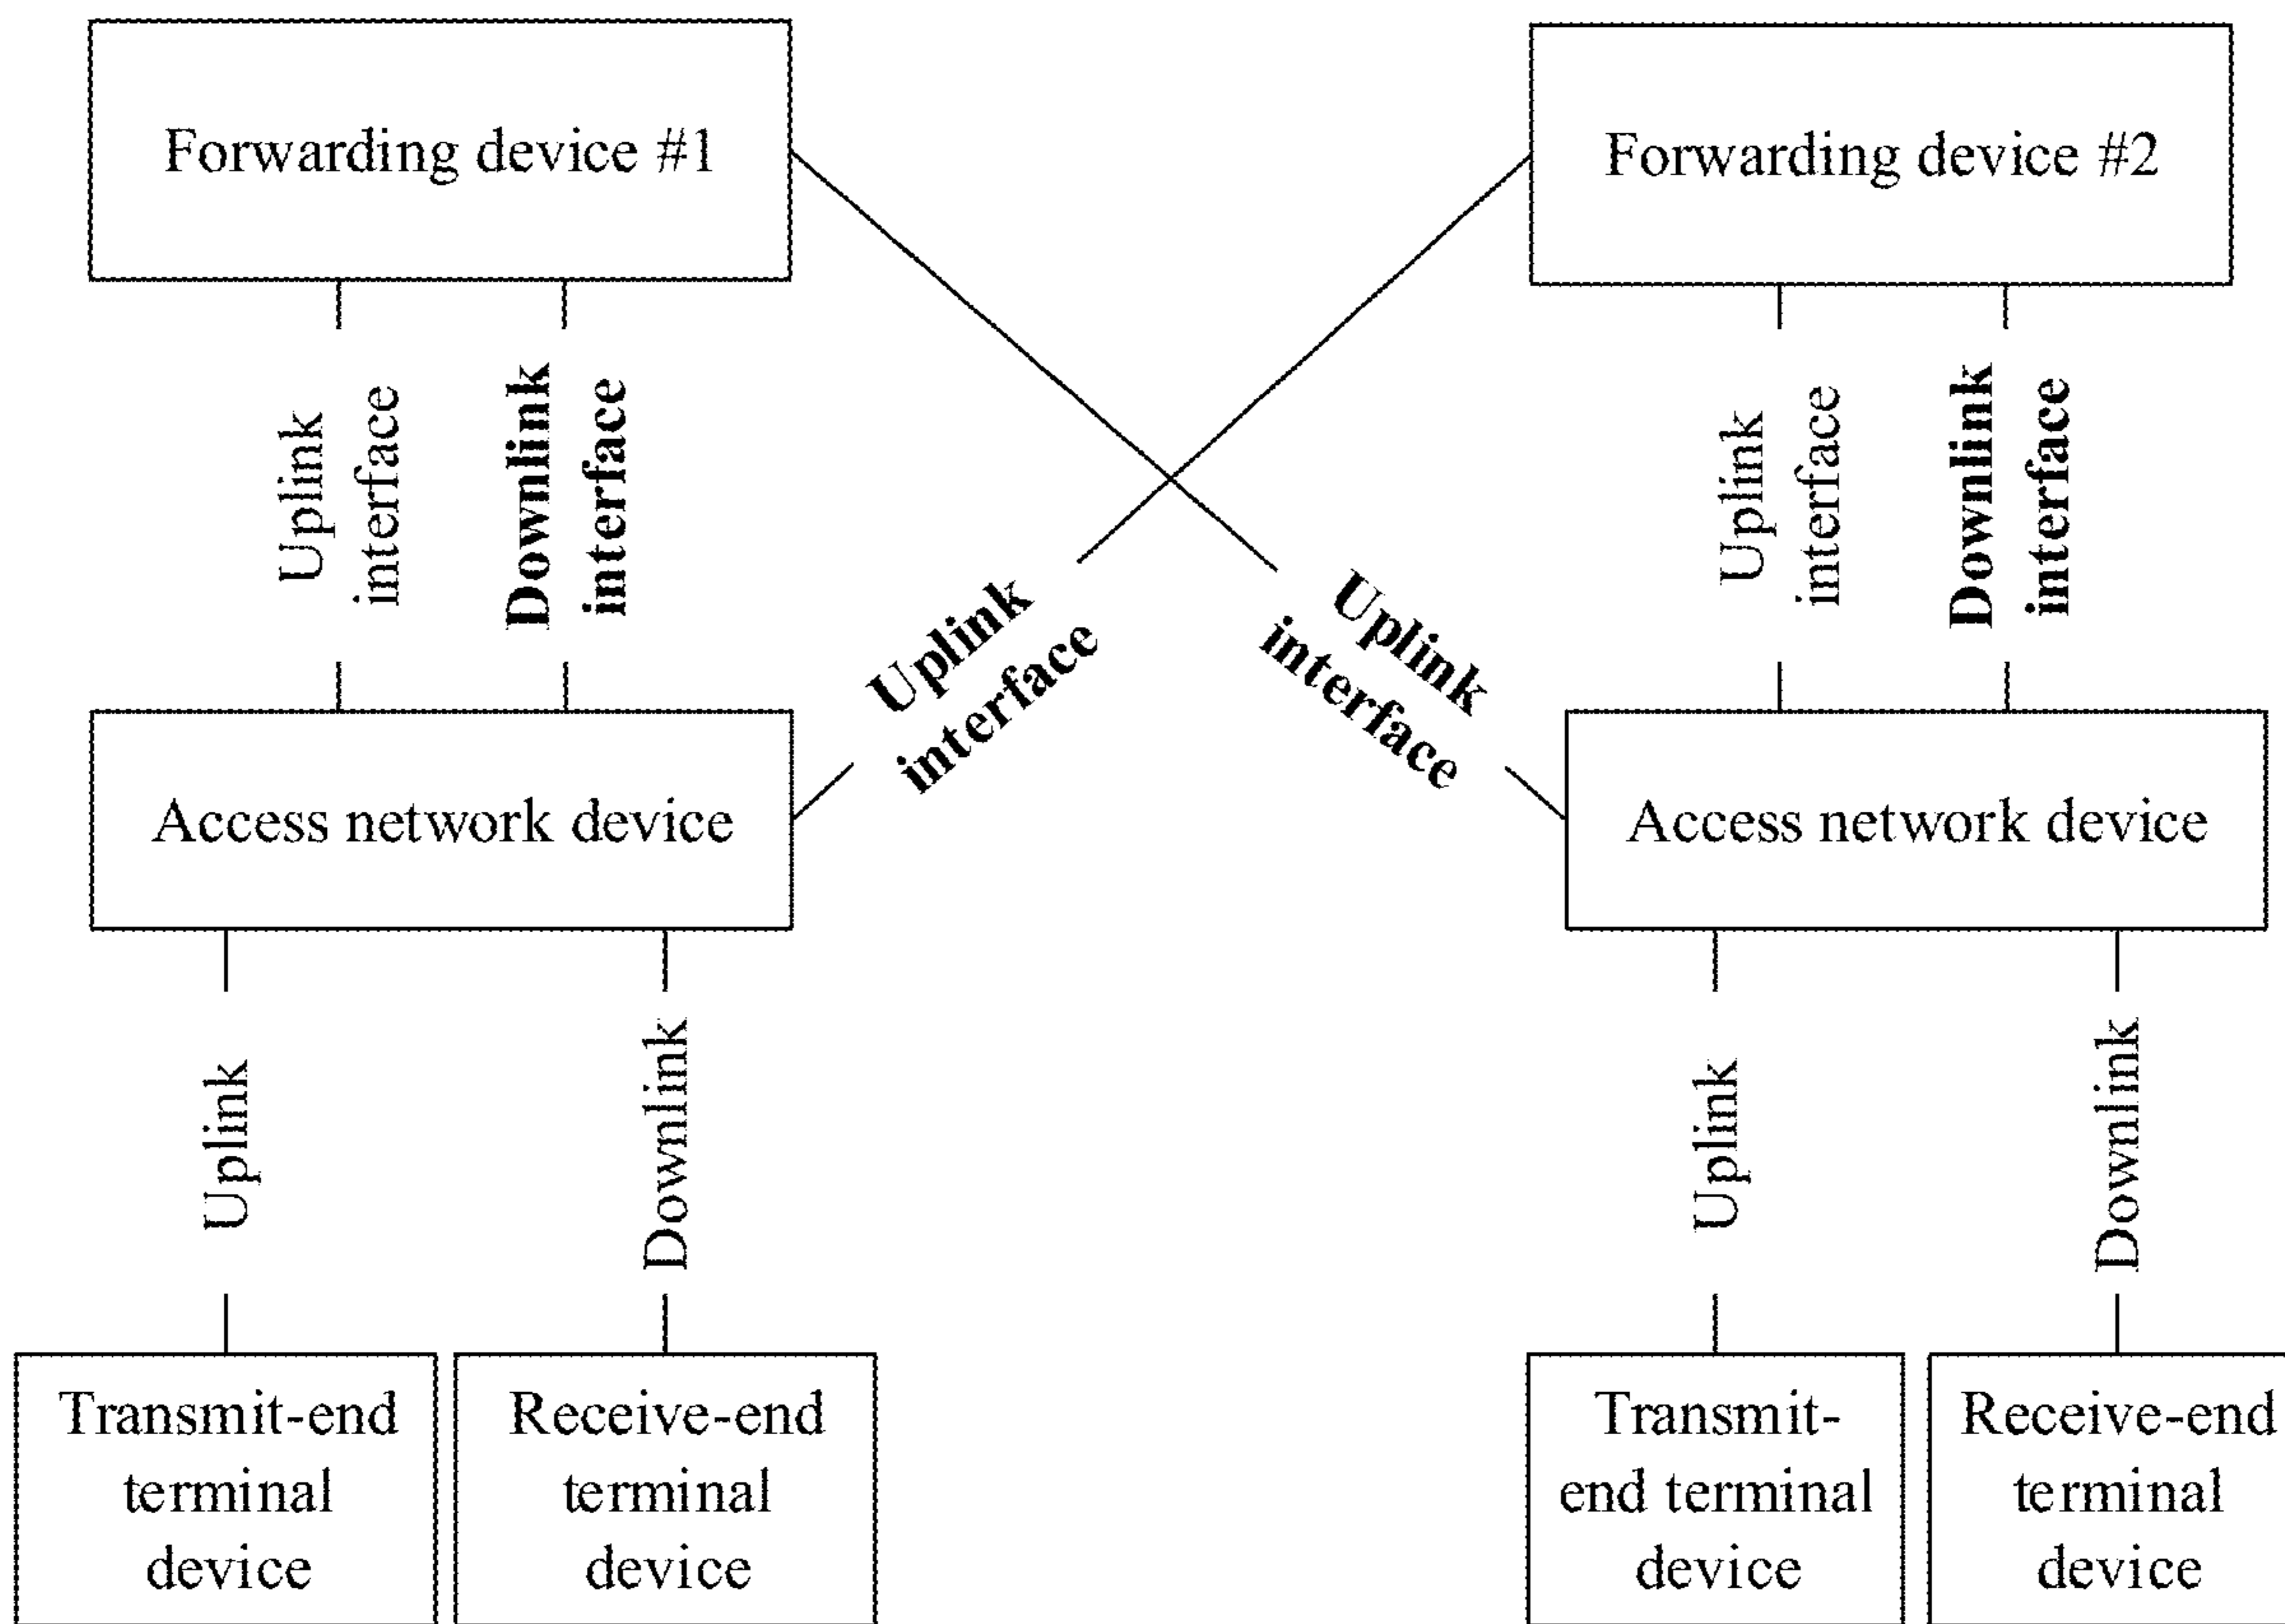 Forwarding device #1
Forwarding device #2
Uplink
interface
Downlink
interface
Uplink
interface
Uplink
interface
Uplink
interface
Downlink
interface
Access network device
Access network device
Uplink
Downlink
Uplink
Downlink
Transmit-end
terminal
device
Receive-end
terminal
device
Transmit-
end terminal
device
Receive-end
terminal
device